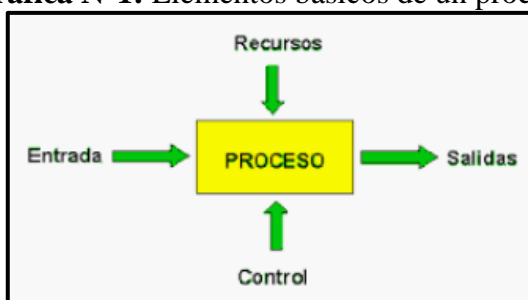 Elementos básicos de un
Recursos
Entrada
PROCESO
Salidas
Control